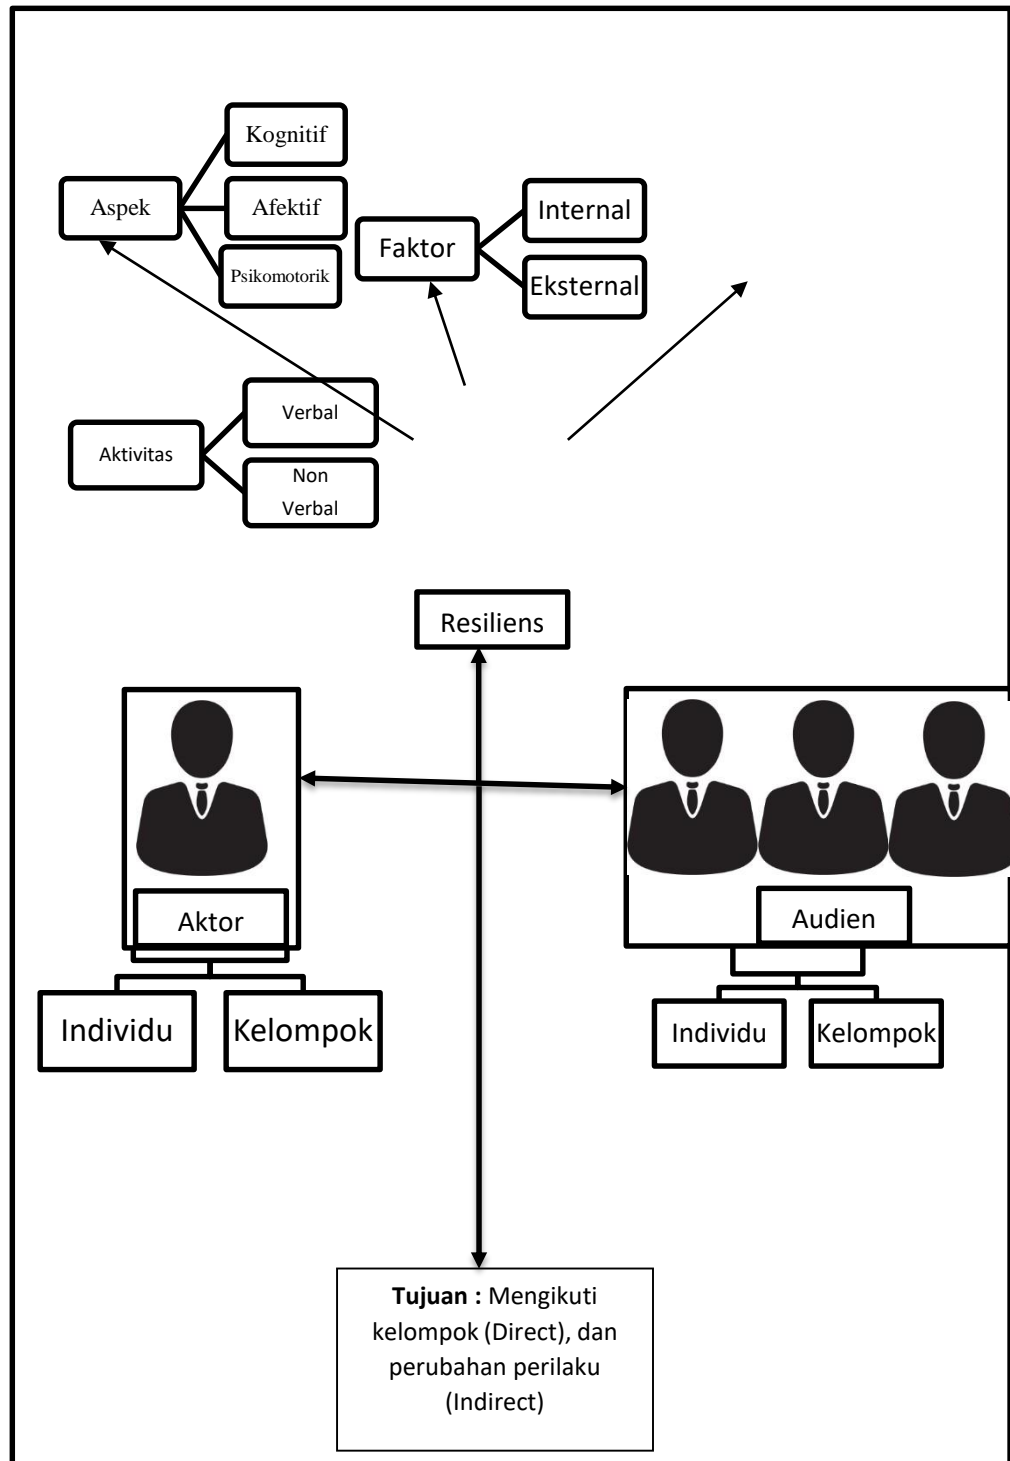 Kognitif
Aspek
Afektif
Psikomotorik
Internal
Faktor
Eksternal
Verbal
Aktivitas
Non
Verbal
Resiliens
Aktor
Audien
Individu
Kelompok
Individu
Kelompok
Tujuan : Mengikuti
kelompok (Direct), dan
perubahan perilaku
(Indirect)